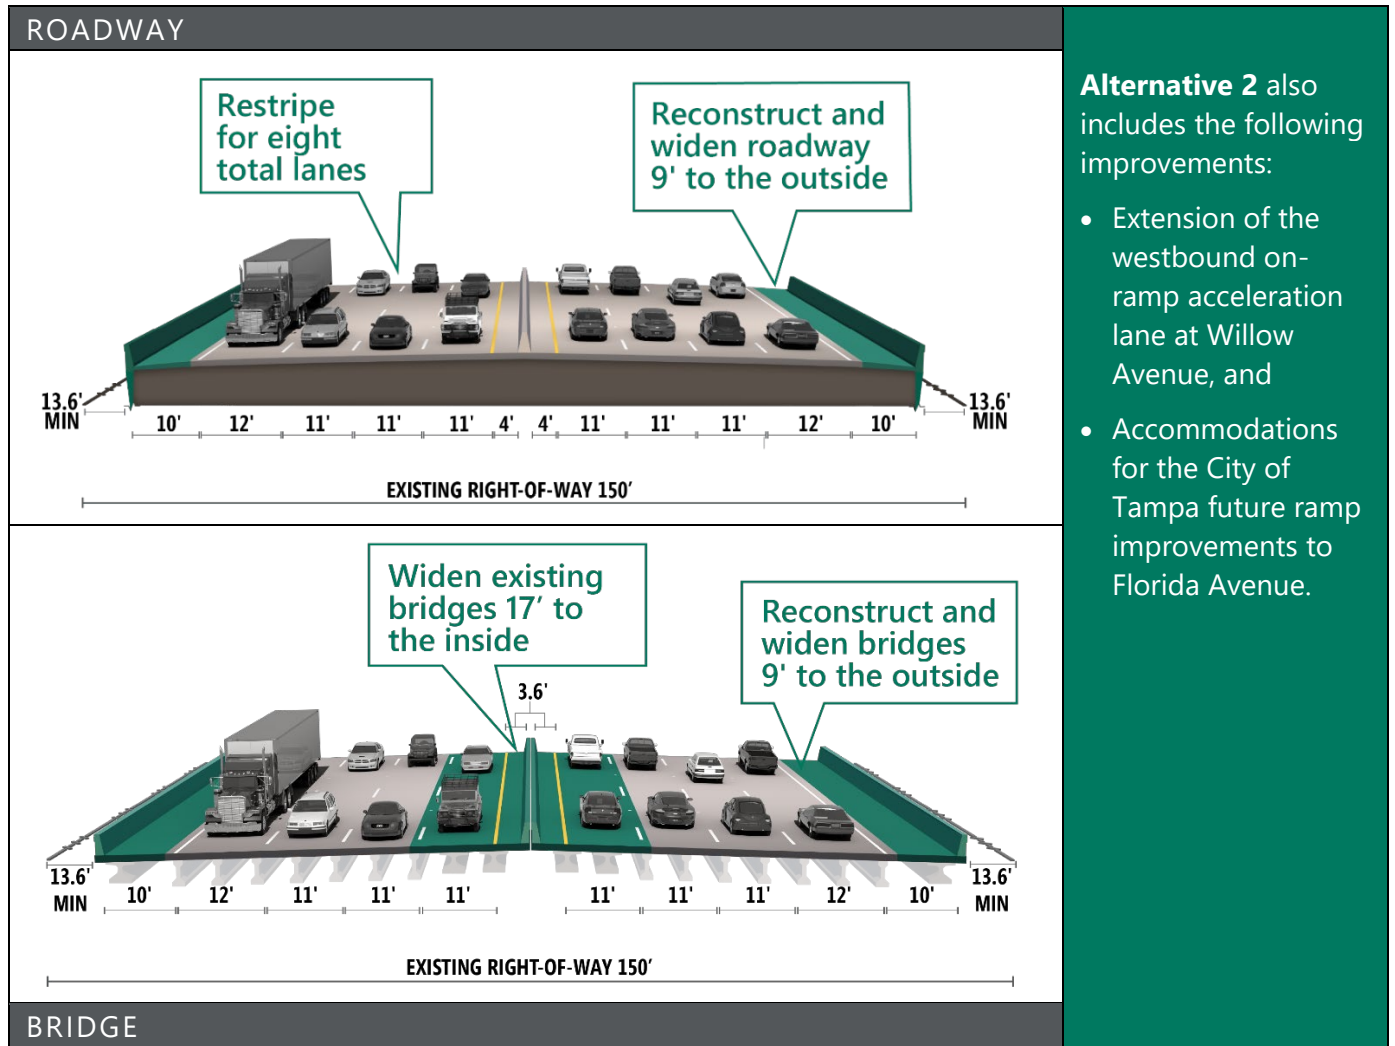 ROADWAY
Restripe
for eight
total lanes
Reconstruct and
widen roadway
9' to the outside
13.6'
MIN
10' 12' 11' 11' 11' 4' 4' 11' 11' 11' 12' 10'
13.6'
MIN
EXISTING RIGHT-OF-WAY 150'
Widen existing
bridges 17' to
the inside
Reconstruct and
widen bridges
9' to the outside
3.6'
13.6'
MIN
10' 12' 11' 11' 11' 11' 11' 11' 12' 10'
13.6'
MIN
EXISTING RIGHT-OF-WAY 150'
BRIDGE
Alternative 2 also
includes the following
improvements:
• Extension of the
westbound on-
ramp acceleration
lane at Willow
Avenue, and
• Accommodations
for the City of
Tampa future ramp
improvements to
Florida Avenue.